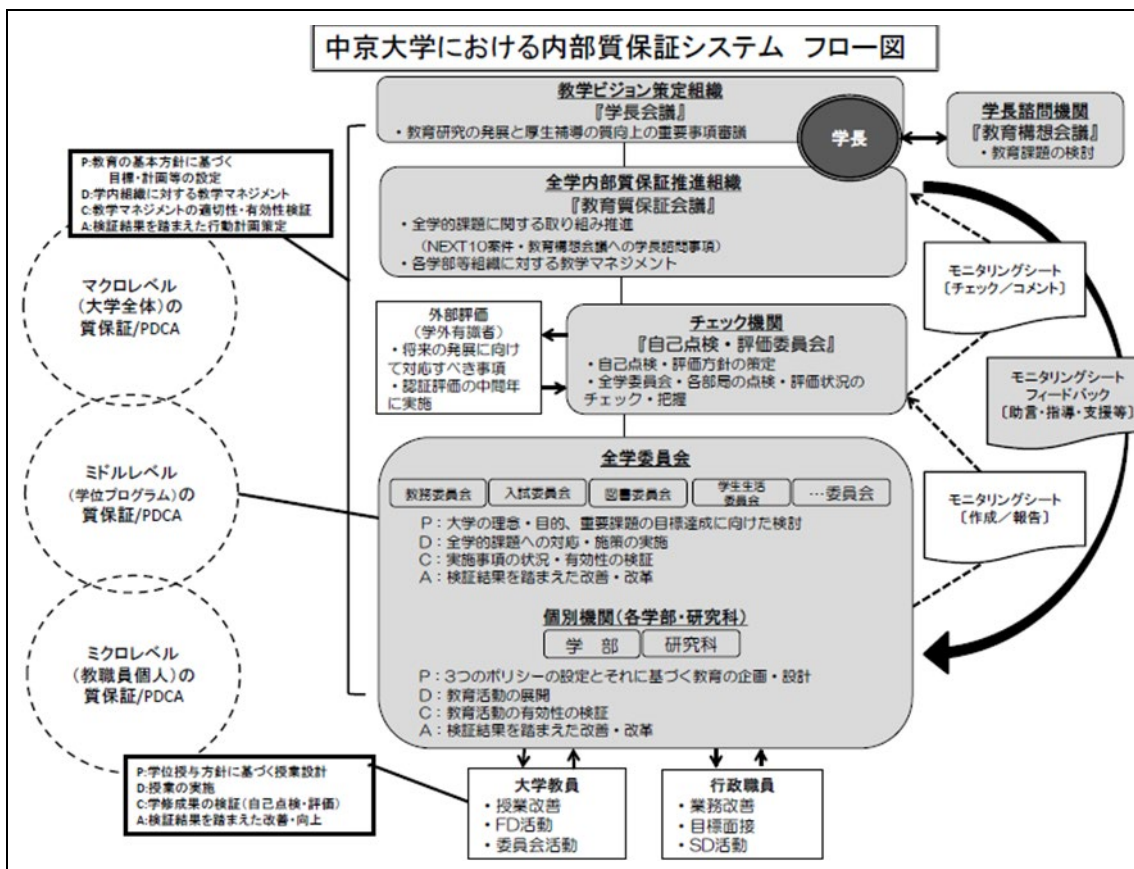 中京大学における内部質保証システム フロー図
教学ビジョン策定組織
『学長会議』
・教育研究の発展と厚生補導の質向上の重要事項審議
学長
学長諮問機関
『教育構想会議』
・教育課題の検討
P:教育の基本方針に基づく
目標・計画等の設定
D:学内組織に対する教学マネジメント
C:教学マネジメントの適切性・有効性検証
A:検証結果を踏まえた行動計画策定
全学内部質保証推進組織
『教育質保証会議』
・全学的課題に関する取り組み推進
（NEXT10案件・教育構想会議への学長諮問事項）
・各学部等組織に対する教学マネジメント
マクロレベル
（大学全体）の
質保証/PDCA
外部評価
（学外有識者）
・将来の発展に向け
て対応すべき事項
・認証評価の中間年
に実施
チェック機関
『自己点検・評価委員会』
・自己点検・評価方針の策定
・全学委員会・各部局の点検・評価状況の
チェック・把握
モニタリングシート
〔チェック／コメント〕
モニタリングシート
フィードバック
〔助言・指導・支援等〕
モニタリングシート
〔作成／報告〕
ミドルレベル
（学位プログラム）の
質保証/PDCA
全学委員会
教務委員会
入試委員会
図書委員会
学生生活
委員会
…委員会
P：大学の理念・目的、重要課題の目標達成に向けた検討
D：全学的課題への対応・施策の実施
C：実施事項の状況・有効性の検証
A：検証結果を踏まえた改善・改革
個別機関（各学部・研究科）
学 部
研究科
P：3つのポリシーの設定とそれに基づく教育の企画・設計
D：教育活動の展開
C：教育活動の有効性の検証
A：検証結果を踏まえた改善・改革
ミクロレベル
（教職員個人）の
質保証/PDCA
P:学位授与方針に基づく授業設計
D:授業の実施
C:学修成果の検証（自己点検・評価）
A:検証結果を踏まえた改善・向上
大学教員
・授業改善
・FD活動
・委員会活動
行政職員
・業務改善
・目標面接
・SD活動